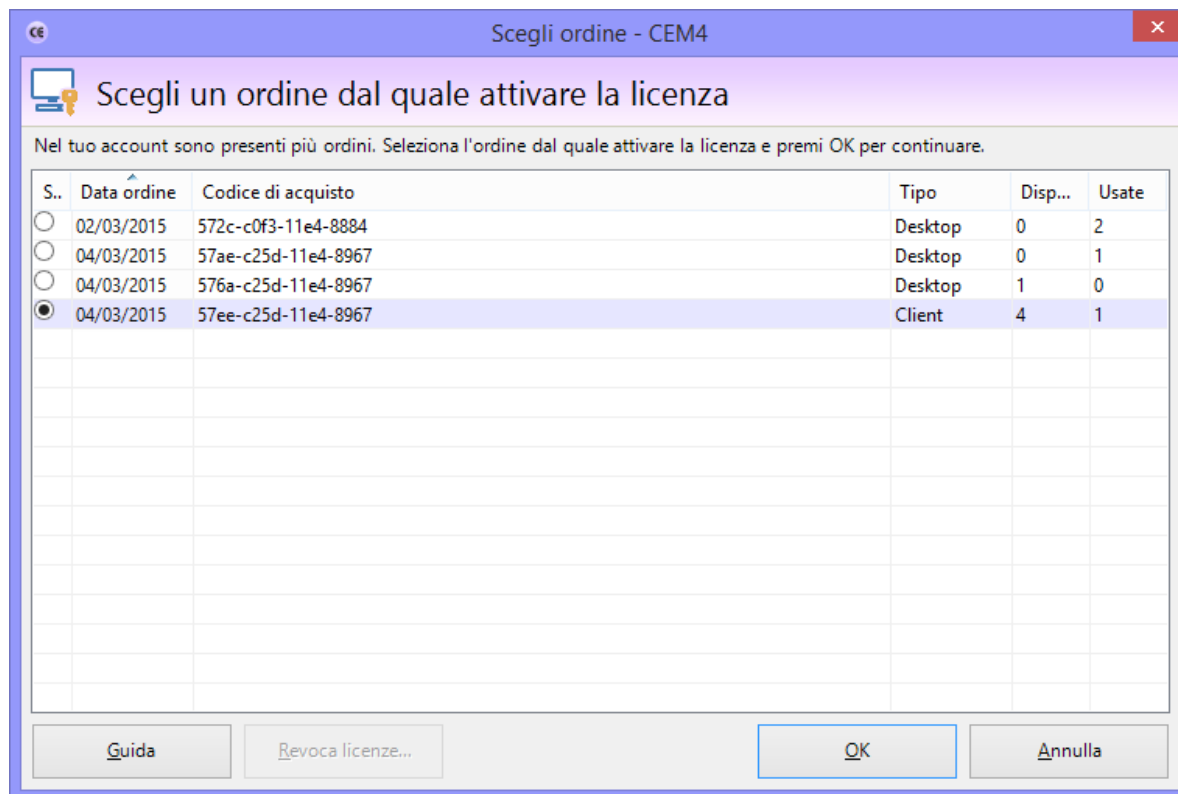 CE
Scegli ordine - CEM4
Scegli un ordine dal quale attivare la licenza
Nel tuo account sono presenti più ordini. Seleziona l'ordine dal quale attivare la licenza e premi OK per continuare.
S.. Data ordine Codice di acquisto Tipo Disp... Usate
02/03/2015 572c-c0f3-11e4-8884 Desktop 0 2
04/03/2015 57ae-c25d-11e4-8967 Desktop 0 1
04/03/2015 576a-c25d-11e4-8967 Desktop 1 0
04/03/2015 57ee-c25d-11e4-8967 Client 4 1
Guida Revoca licenze... OK Annulla